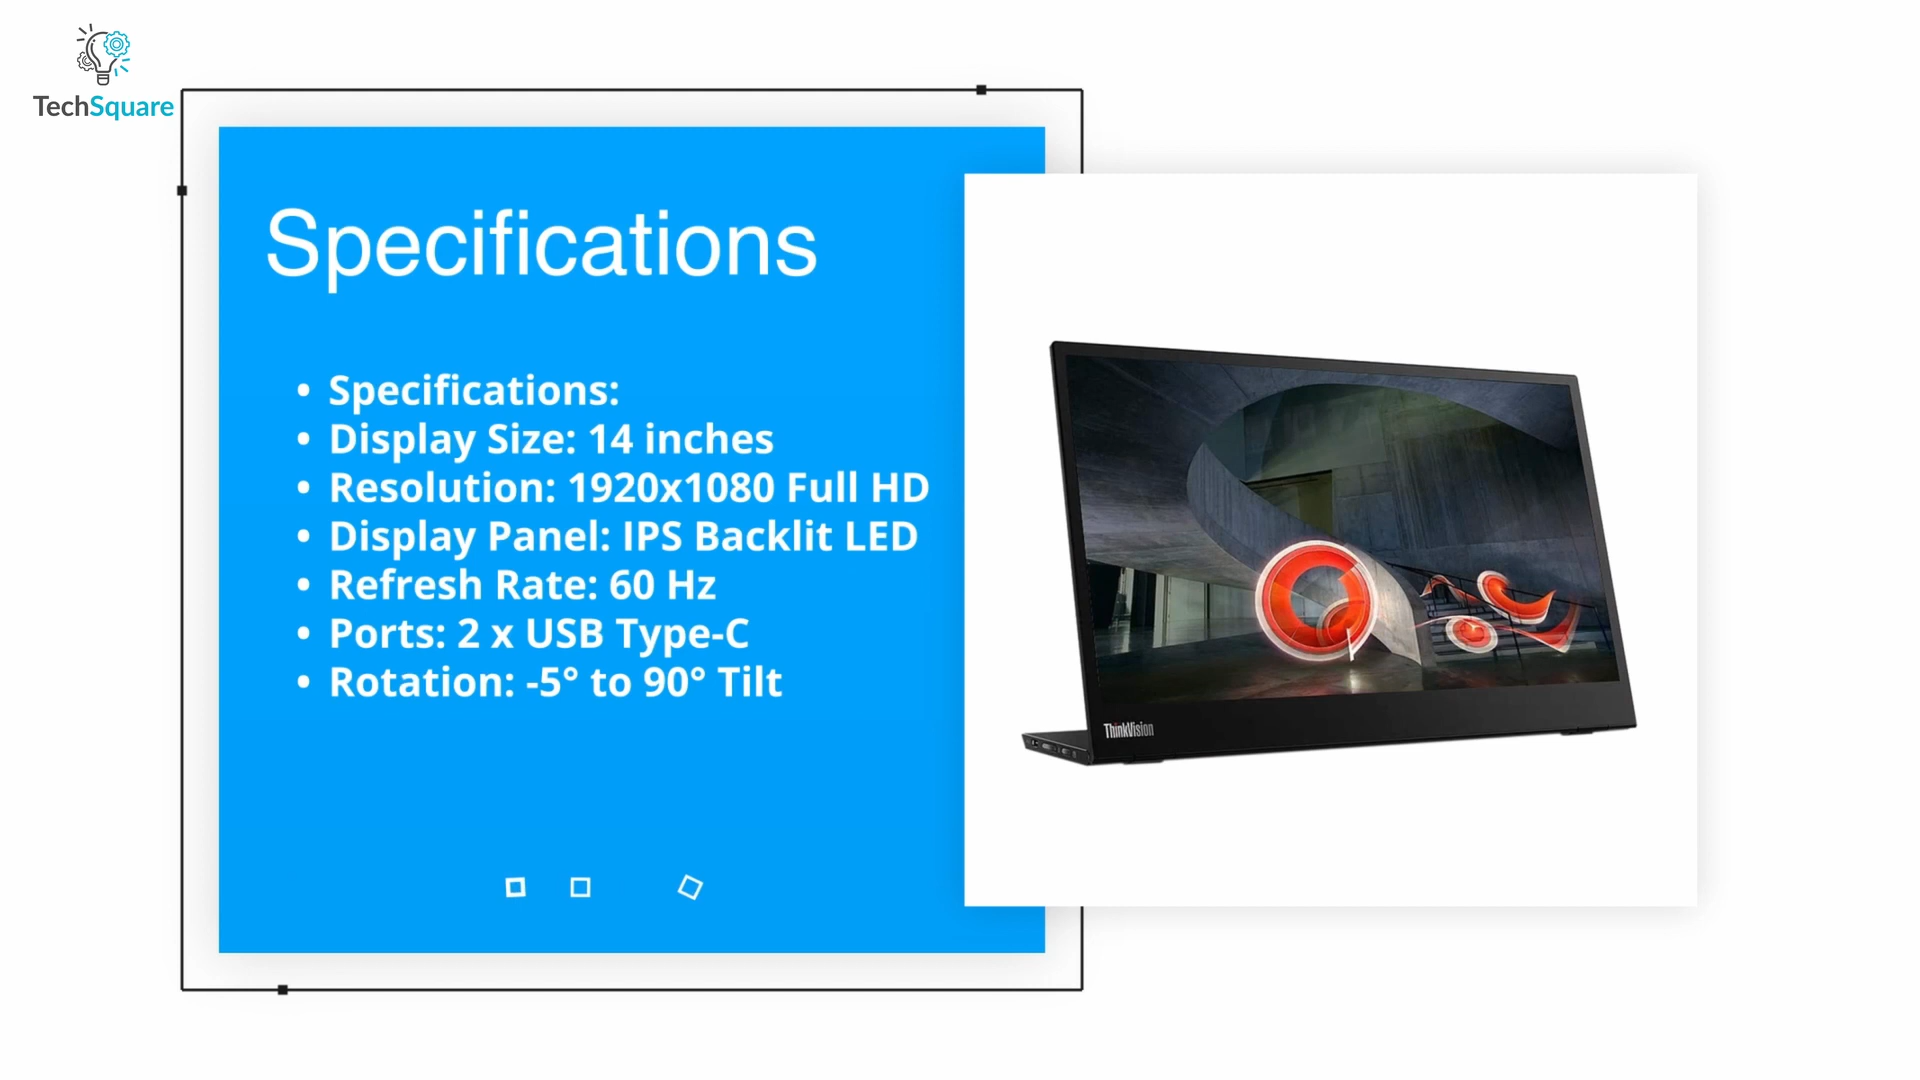 TechSquare
Specifications
• Specifications:
• Display Size: 14 inches
• Resolution: 1920x1080 Full HD
• Display Panel: IPS Backlit LED
• Refresh Rate: 60 Hz
• Ports: 2 x USB Type-C
• Rotation: -5° to 90° Tilt
ThinkVision